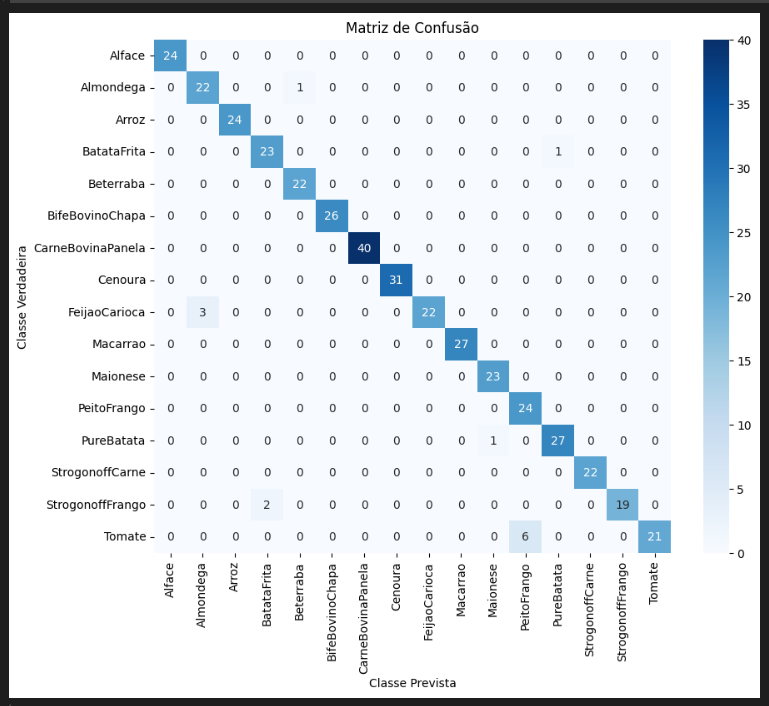 Matriz de Confusão
Classe Verdadeira
Alface 24 0 0 0 0 0 0 0 0 0 0 0 0 0 0 0
Almondega 0 22 0 0 1 0 0 0 0 0 0 0 0 0 0 0
Arroz 0 0 24 0 0 0 0 0 0 0 0 0 0 0 0 0
BatataFrita 0 0 0 23 0 0 0 0 0 0 0 0 1 0 0 0
Beterraba 0 0 0 0 22 0 0 0 0 0 0 0 0 0 0 0
BifeBovinoChapa 0 0 0 0 0 26 0 0 0 0 0 0 0 0 0 0
CarneBovinaPanela 0 0 0 0 0 0 40 0 0 0 0 0 0 0 0 0
Cenoura 0 0 0 0 0 0 0 31 0 0 0 0 0 0 0 0
FeijaoCarioca 0 3 0 0 0 0 0 0 22 0 0 0 0 0 0 0
Macarrao 0 0 0 0 0 0 0 0 0 27 0 0 0 0 0 0
Maionese 0 0 0 0 0 0 0 0 0 0 23 0 0 0 0 0
PeitoFrango 0 0 0 0 0 0 0 0 0 0 0 24 0 0 0 0
PureBatata 0 0 0 0 0 0 0 0 0 0 1 0 27 0 0 0
StrogonoffCarne 0 0 0 0 0 0 0 0 0 0 0 0 0 22 0 0
StrogonoffFrango 0 0 0 2 0 0 0 0 0 0 0 0 0 0 19 0
Tomate 0 0 0 0 0 0 0 0 0 0 0 6 0 0 0 21
Alface
Almondega
Arroz
BatataFrita
Beterraba
BifeBovinoChapa
CarneBovinaPanela
Cenoura
FeijaoCarioca
Macarrao
Maionese
PeitoFrango
PureBatata
StrogonoffCarne
StrogonoffFrango
Tomate
Classe Prevista
40
35
30
25
20
15
10
5
0